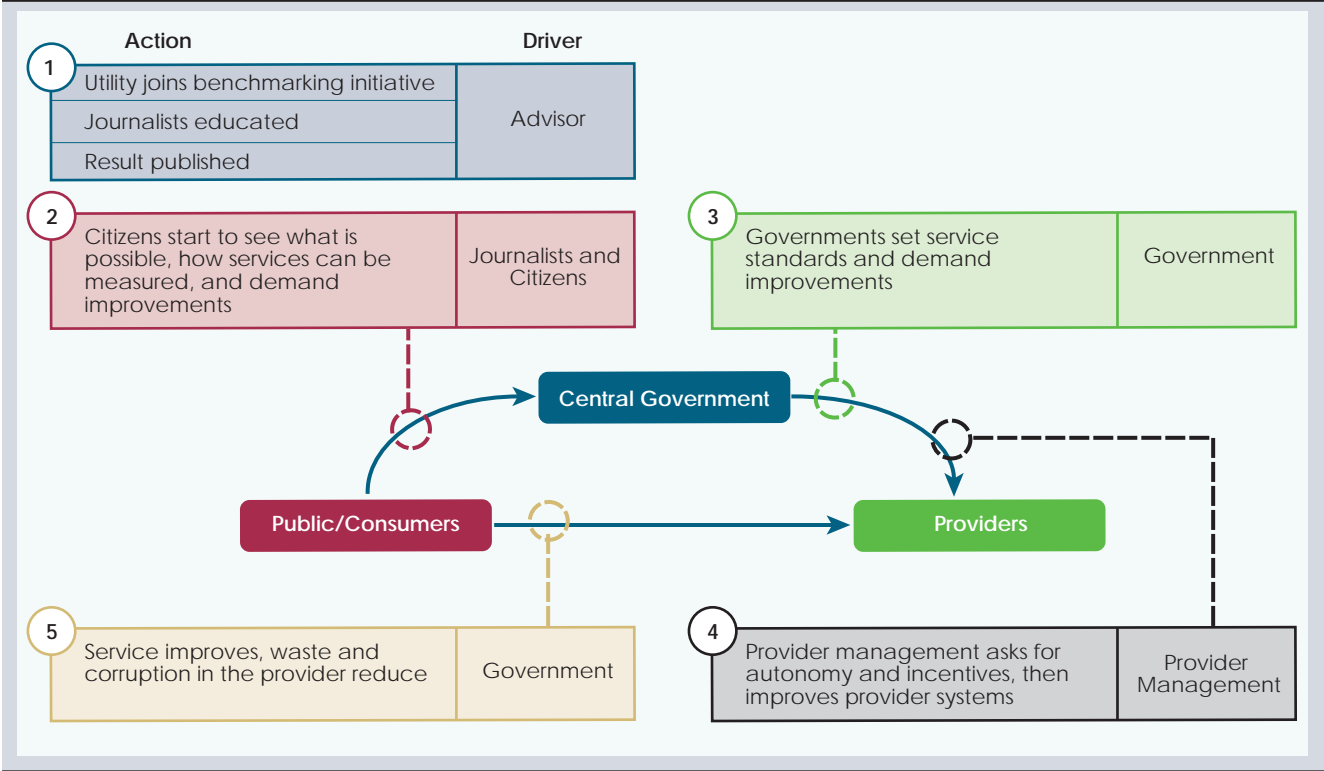 Action
Driver
1
Utility joins benchmarking initiative
Journalists educated
Result published
Advisor
2
Citizens start to see what is
possible, how services can be
measured, and demand
improvements
Journalists and
Citizens
3
Governments set service
standards and demand
improvements
Government
Central Government
Public/Consumers
Providers
5
Service improves, waste and
corruption in the provider reduce
Government
4
Provider management asks for
autonomy and incentives, then
improves provider systems
Provider
Management